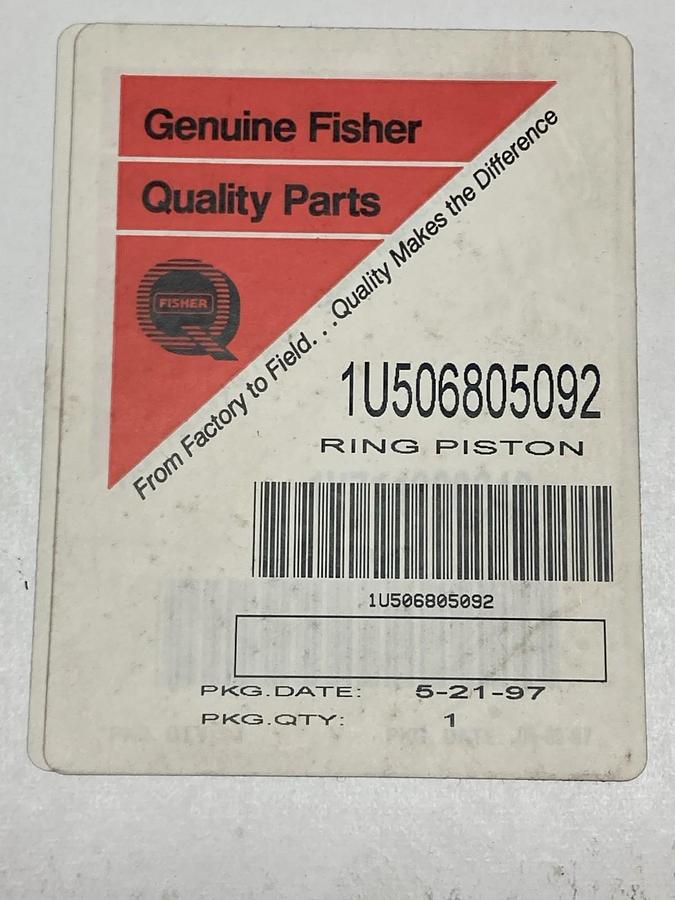 Genuine Fisher
Quality Parts
FISHER
From Factory to Field. . .Quality Makes the Difference
1U506805092
RING PISTON
1U506805092
PKG.DATE: 5-21-97
PKG.QTY: 1